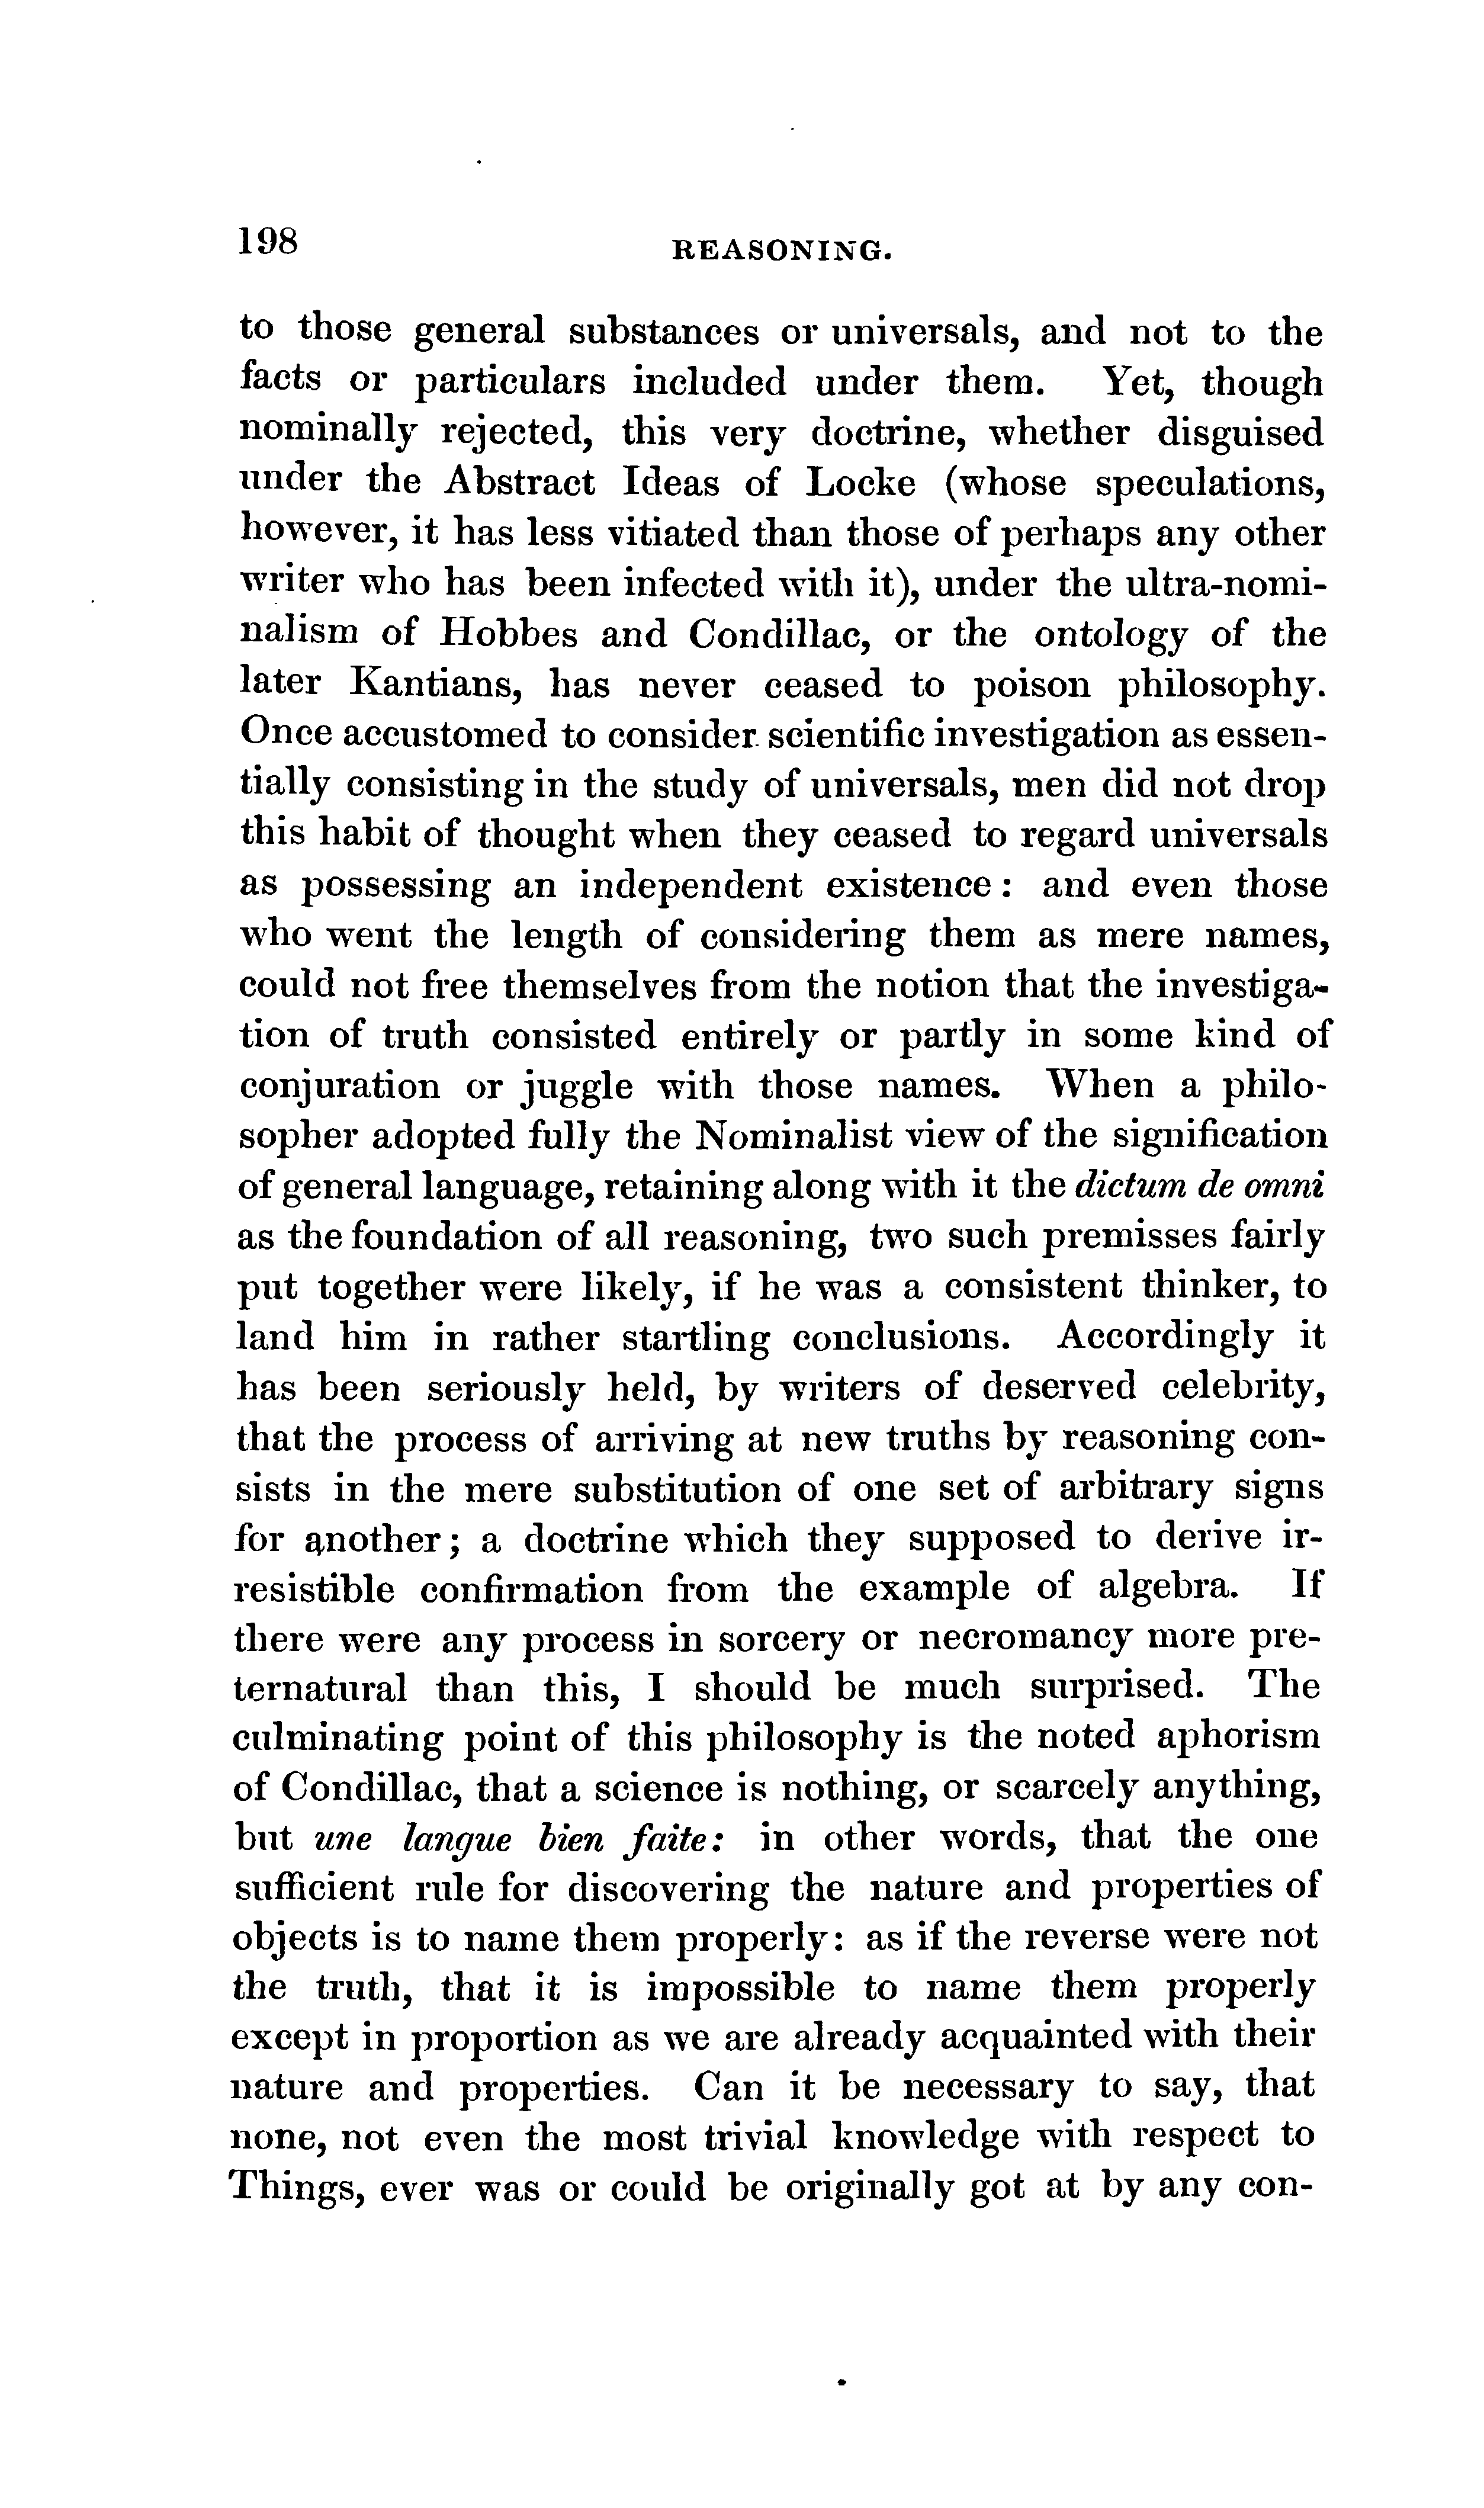 198 REASONING.
to those general substances or universals, and not to the
facts or particulars included under them. Yet, though
nominally rejected, this very doctrine, whether disguised
under the Abstract Ideas of Locke (whose speculations,
however, it has less vitiated than those of perhaps any other
writer who has been infected with it), under the ultra-nomi-
nalism of Hobbes and Condillac, or the ontology of the
later Kantians, has never ceased to poison philosophy.
Once accustomed to consider scientific investigation as essen-
tially consisting in the study of universals, men did not drop
this habit of thought when they ceased to regard universals
as possessing an independent existence: and even those
who went the length of considering them as mere names,
could not free themselves from the notion that the investiga-
tion of truth consisted entirely or partly in some kind of
conjuration or juggle with those names. When a philo-
sopher adopted fully the Nominalist view of the signification
of general language, retaining along with it the dictum de omni
as the foundation of all reasoning, two such premisses fairly
put together were likely, if he was a consistent thinker, to
land him in rather startling conclusions. Accordingly it
has been seriously held, by writers of deserved celebrity,
that the process of arriving at new truths by reasoning con-
sists in the mere substitution of one set of arbitrary signs
for another; a doctrine which they supposed to derive ir-
resistible confirmation from the example of algebra. If
there were any process in sorcery or necromancy more pre-
ternatural than this, I should be much surprised. The
culminating point of this philosophy is the noted aphorism
of Condillac, that a science is nothing, or scarcely anything,
but une langue bien faite: in other words, that the one
sufficient rule for discovering the nature and properties of
objects is to name them properly: as if the reverse were not
the truth, that it is impossible to name them properly
except in proportion as we are already acquainted with their
nature and properties. Can it be necessary to say, that
none, not even the most trivial knowledge with respect to
Things, ever was or could be originally got at by any con-